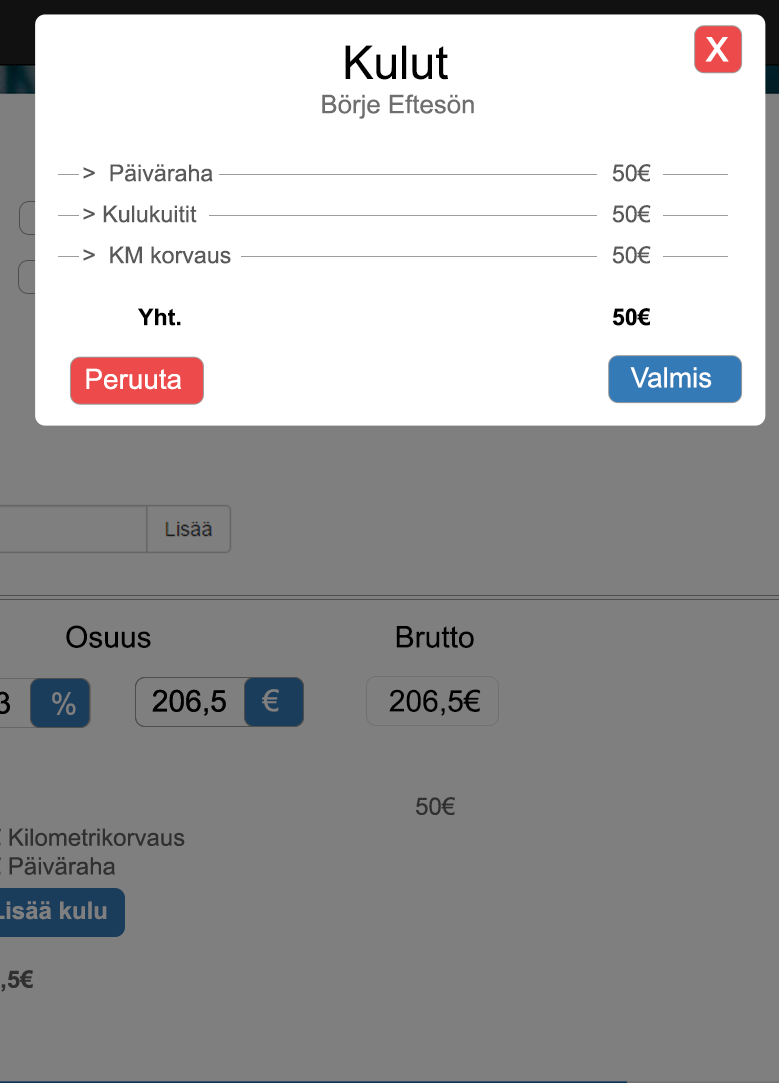 Kulut
X
Börje Eftesön
> Päiväraha 50€
> Kulukuitit 50€
> KM korvaus 50€
Yht. 50€
Peruuta Valmis
Lisää
Osuus Brutto
3 % 206,5 € 206,5€
50€
Kilometrikorvaus
Päiväraha
Lisää kulu
,5€